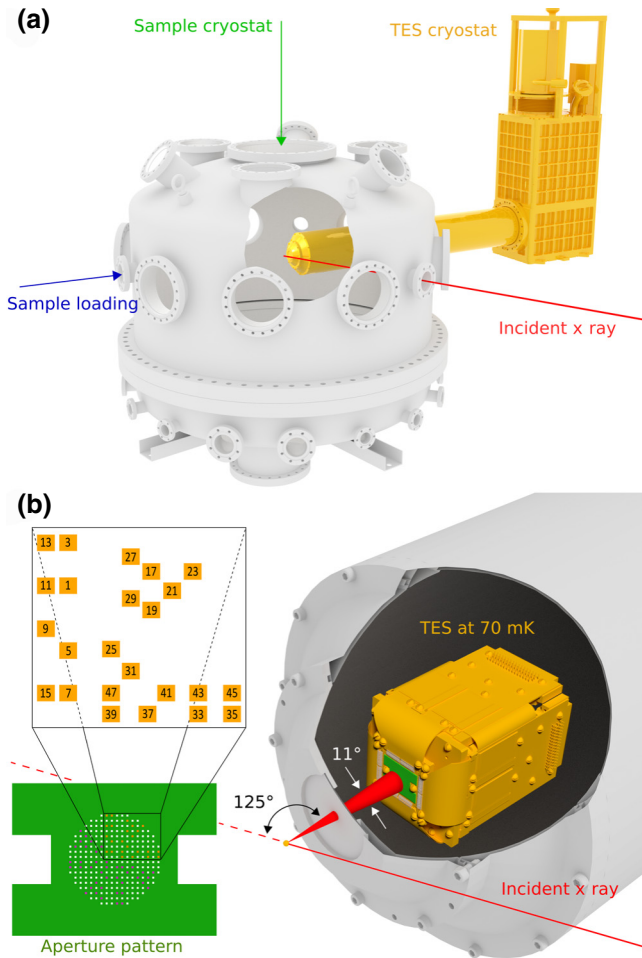 (a)
Sample cryostat
TES cryostat
Sample loading
Incident x ray
(b)
13 3
27
17 23
11 1
21
29
19
9
5 25
31
15 7 47 41 43 45
39 37 33 35
TES at 70 mK
11°
125°
Incident x ray
Aperture pattern